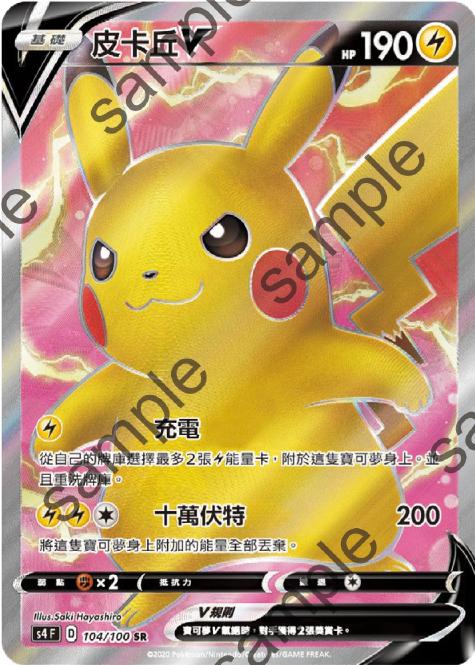 基礎 皮卡丘V HP 190
sample
sample
sample
sample
sample
sample
充電
從自己的牌庫選擇最多2張能量卡,附於這隻寶可夢身上。並
且重洗牌庫。
十萬伏特 200
將這隻寶可夢身上附加的能量全部丟棄。
弱點 ×2 抵抗力 撤退
Illus.Saki Hayashiro
V規則
s4 F D 104/100 SR
寶可夢V氣絕時,對手獲得2張獎賞卡。
©2020 Pokémon/Nintendo/Creatures/GAME FREAK.